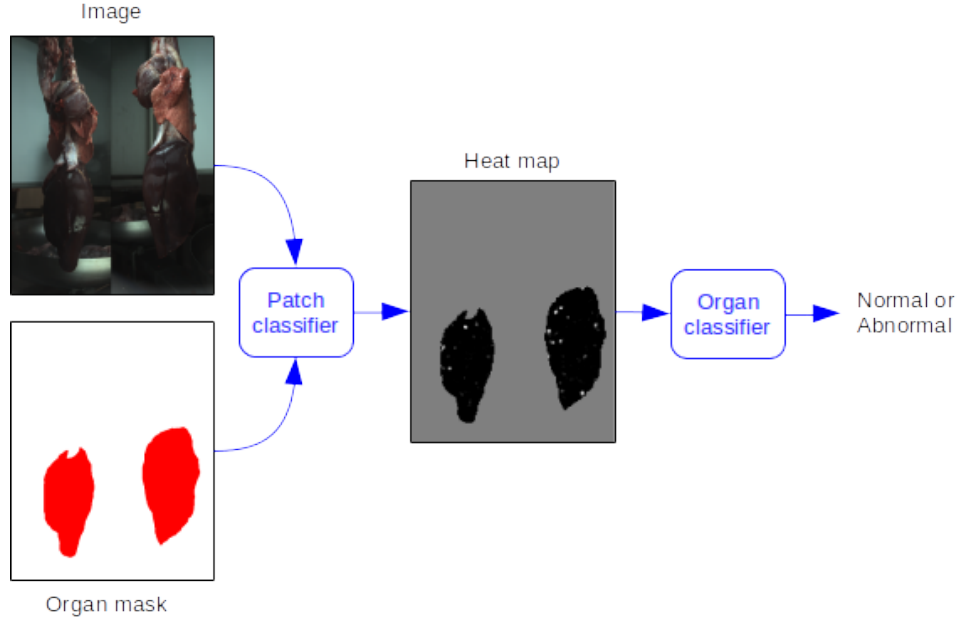 Image
Heat map
Patch
classifier
Organ
classifier
Normal or
Abnormal
Organ mask